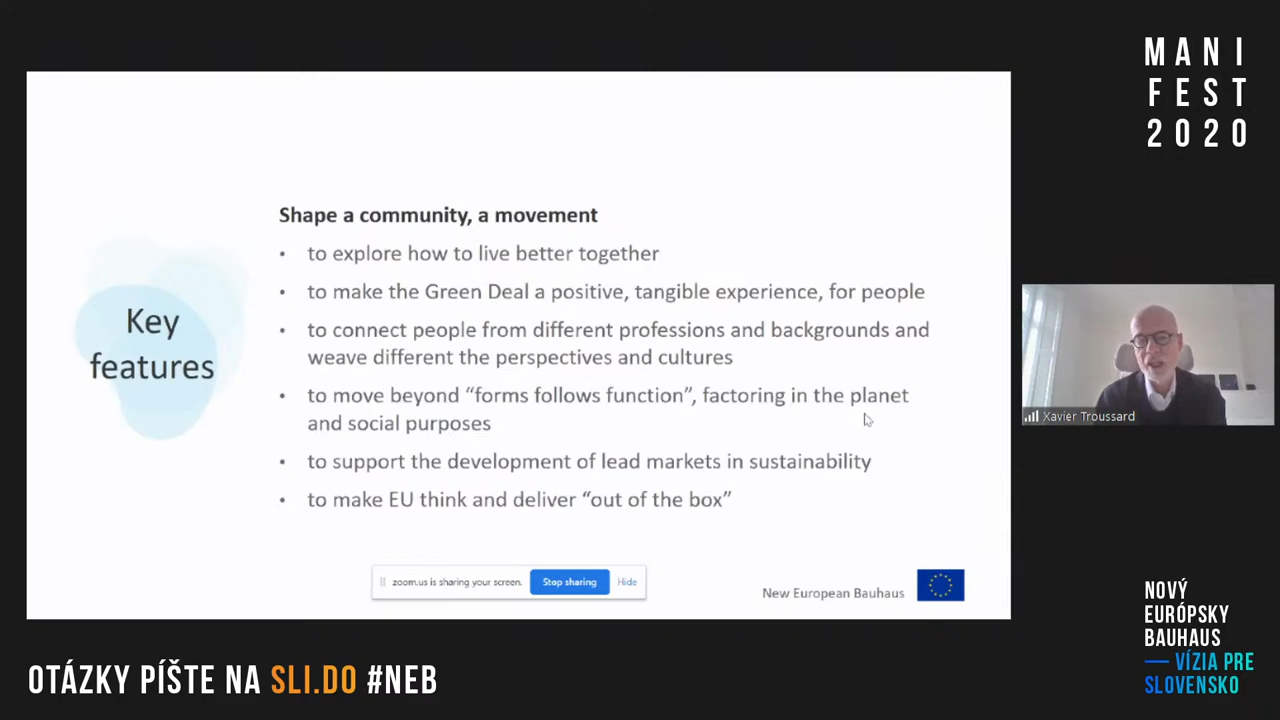 MANI
FEST
2020
Shape a community, a movement
• to explore how to live better together
• to make the Green Deal a positive, tangible experience, for people
• to connect people from different professions and backgrounds and
weave different the perspectives and cultures
• to move beyond “forms follows function”, factoring in the planet
and social purposes
• to support the development of lead markets in sustainability
• to make EU think and deliver “out of the box”
Key
features
zoom.us is sharing your screen.
Stop sharing
Hide
New European Bauhaus
Xavier Troussard
OTÁZKY PÍŠTE NA SLI.DO #NEB
NOVÝ
EURÓPSKY
BAUHAUS
— VÍZIA PRE
SLOVENSKO